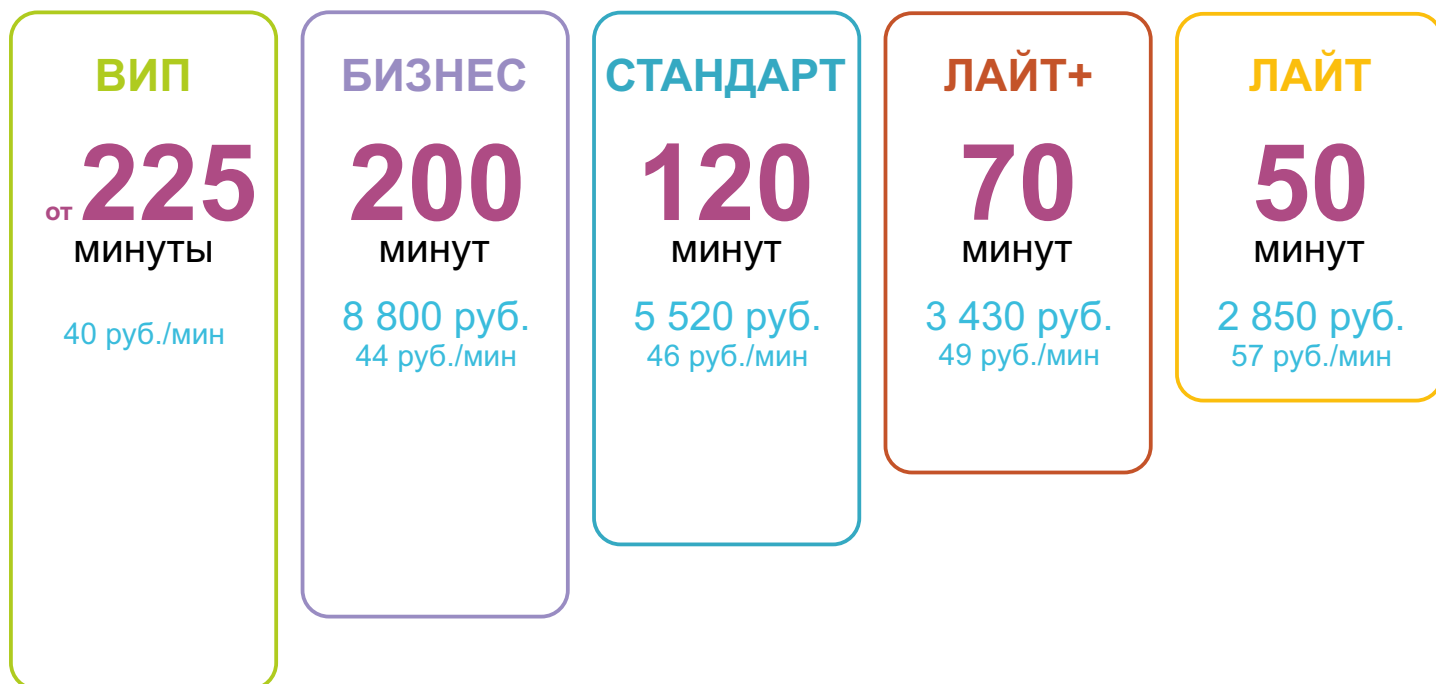 ВИП
от 225
минуты
40 руб./мин
БИЗНЕС
200
минут
8 800 руб.
44 руб./мин
СТАНДАРТ
120
минут
5 520 руб.
46 руб./мин
ЛАЙТ+
70
минут
3 430 руб.
49 руб./мин
ЛАЙТ
50
минут
2 850 руб.
57 руб./мин